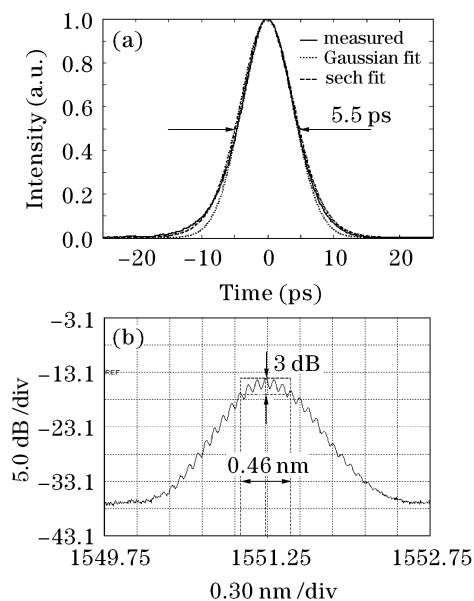 (a)
measured
Gaussian fit
sech fit
5.5 ps
Intensity (a.u.)
1.0
0.8
0.6
0.4
0.2
0.0
−20
−10
0
10
20
Time (ps)
(b)
-3.1
-13.1
-23.1
-33.1
-43.1
REF
3 dB
0.46 nm
5.0 dB/div
1549.75
1551.25
1552.75
0.30 nm/div